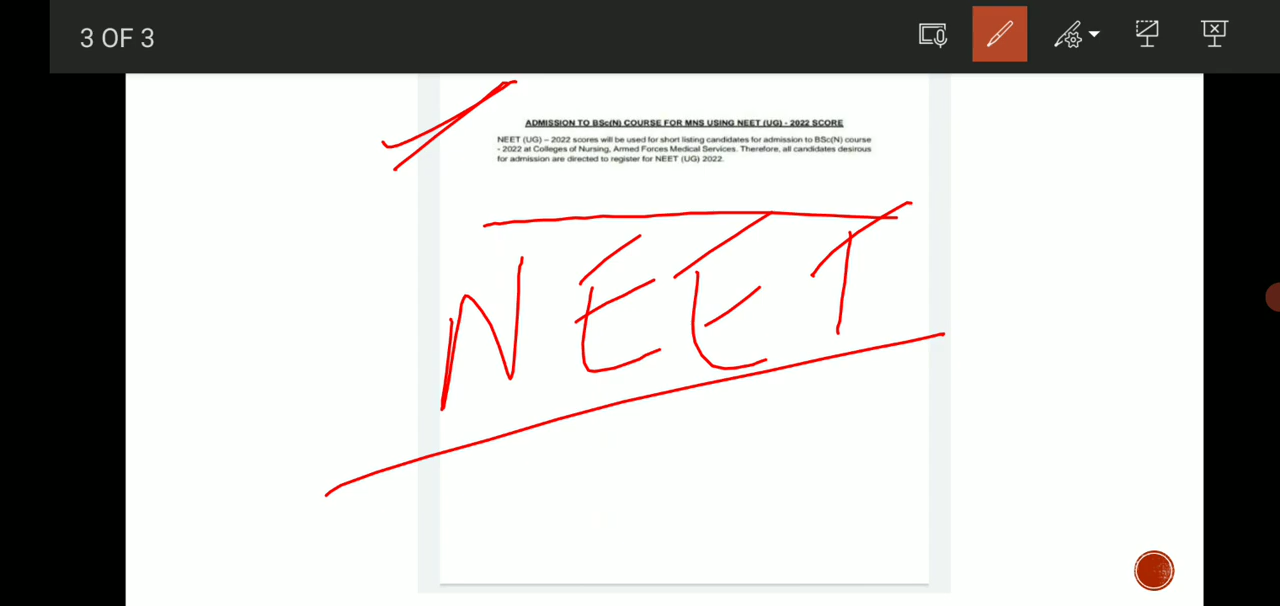 3 OF 3
ADMISSION TO BSc(N) COURSE FOR MNS USING NEET (UG) - 2022 SCORE
NEET (UG) – 2022 scores will be used for short listing candidates for admission to BSc(N) course
- 2022 at Colleges of Nursing, Armed Forces Medical Services. Therefore, all candidates desirous
for admission are directed to register for NEET (UG) 2022.
NEET